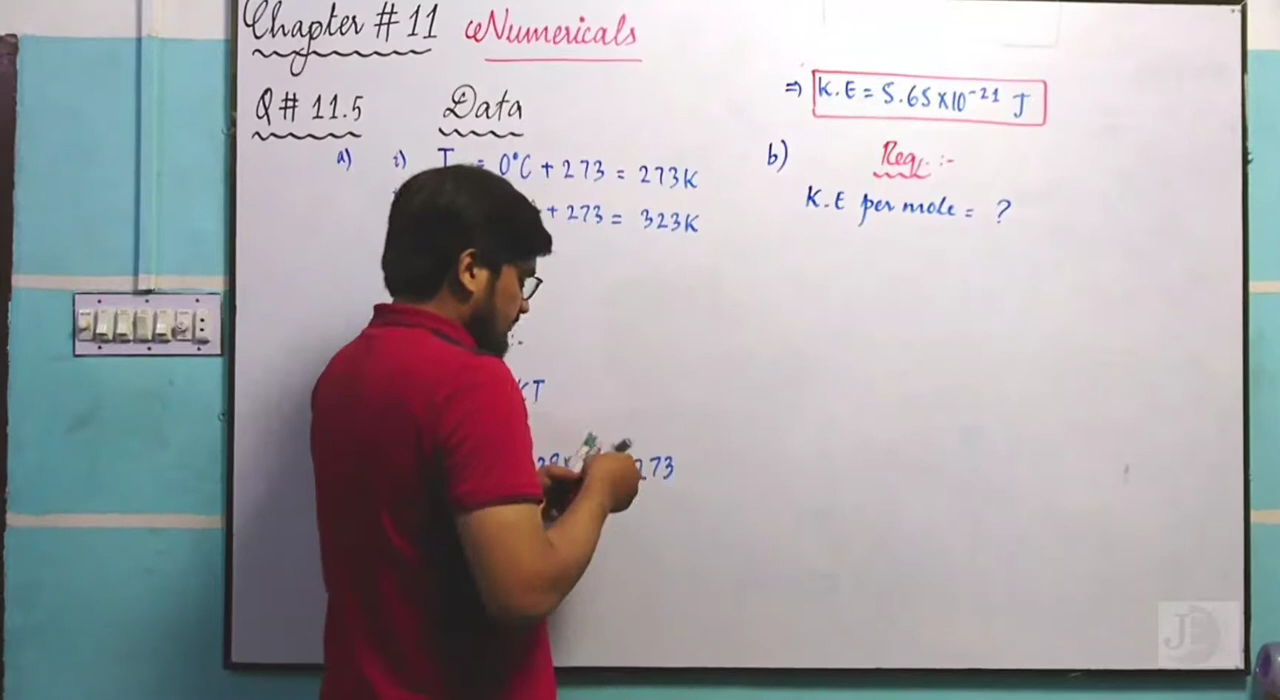 Chapter # 11 Numericals
Q# 11.5 Data
a) i) T = 0°C + 273 = 273K
+ 273 = 323K
:-
KT
273
⇒ K.E = 5.65×10⁻²¹ J
b) Req. :-
K.E per mole = ?
JE